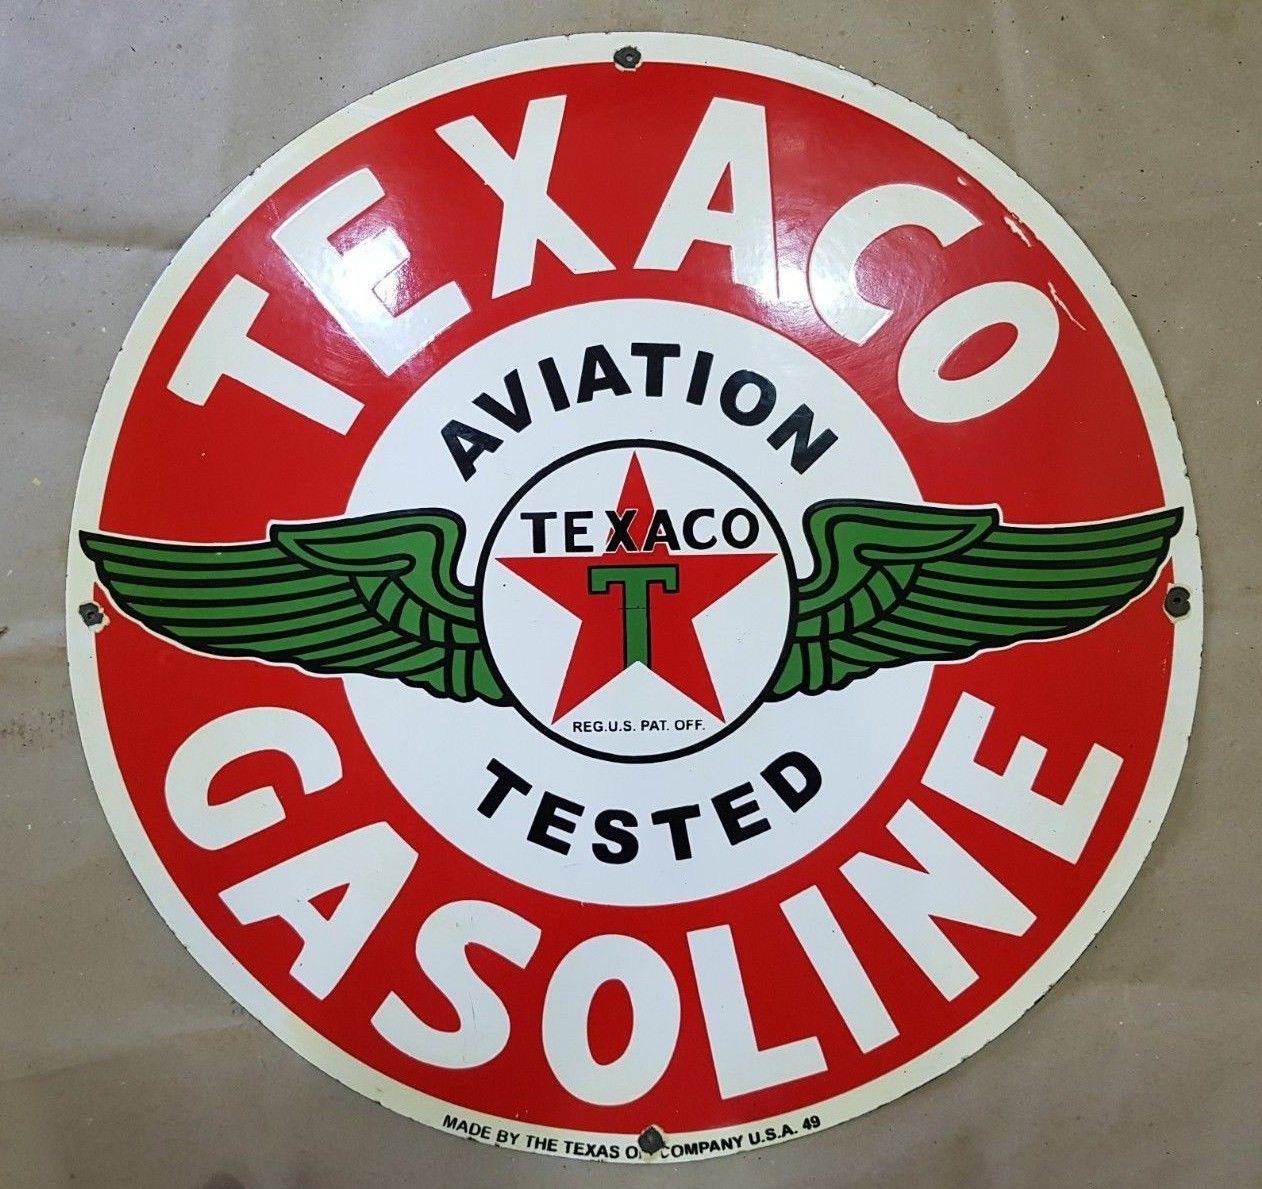 TEXACO
AVIATION
TEXACO
T
REG.U.S. PAT. OFF.
TESTED
GASOLINE
MADE BY THE TEXAS COMPANY U.S.A. 49